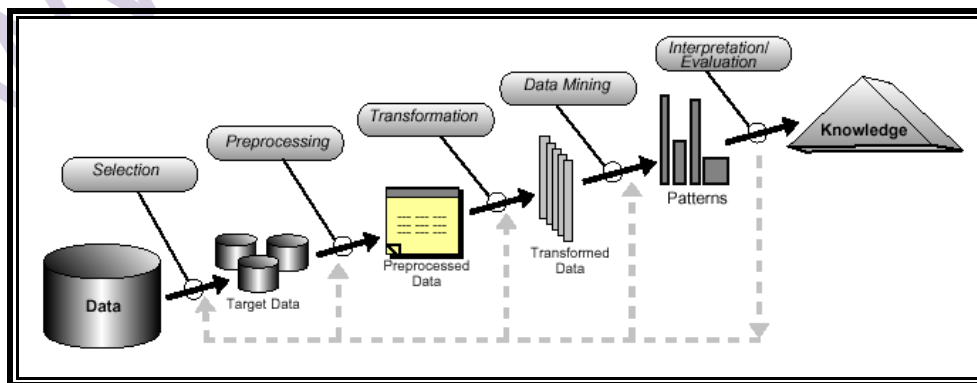 Interpretation/
Evaluation
Data Mining
Transformation
Preprocessing
Selection
Knowledge
Patterns
Transformed
Data
Preprocessed
Data
Target Data
Data